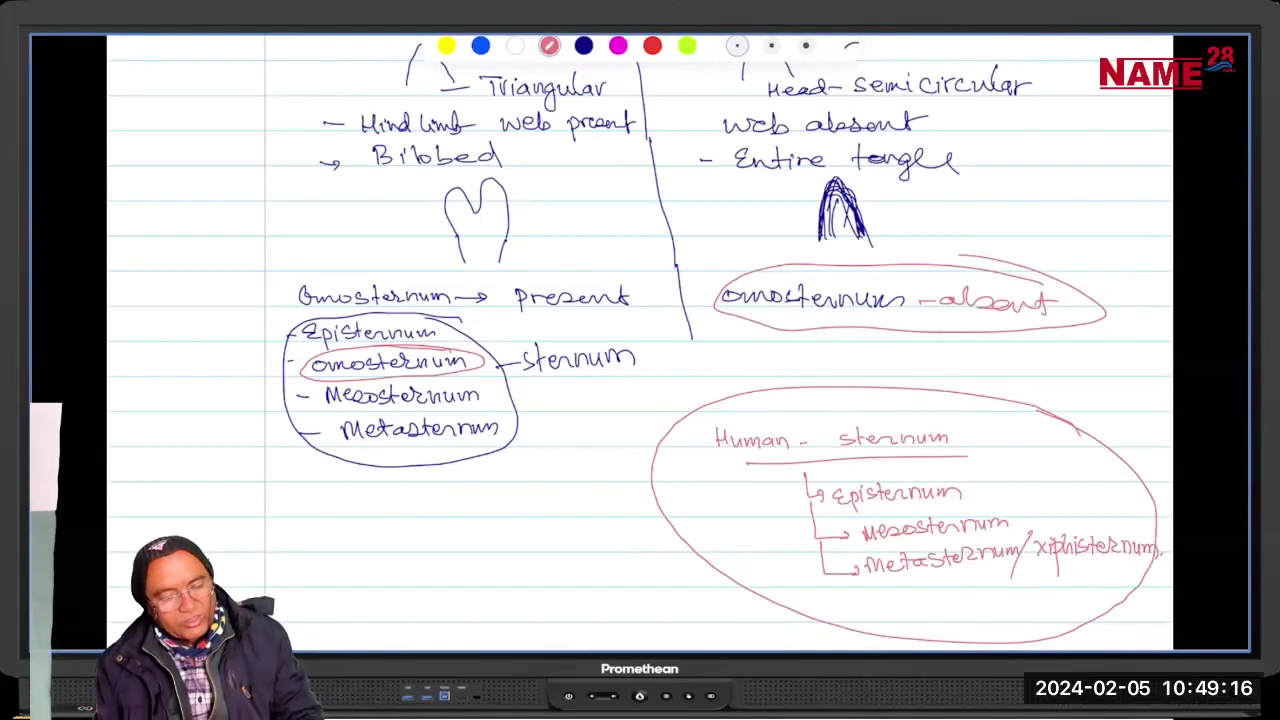 NAME 28
- Triangular
- Hind limb web present
→ Bilobed
Omosternum → present
- Episternum
- omosternum - sternum
- Mesosternum
- Metasternum
Head - semicircular
web absent
- Entire
omosternum - absent
Human - sternum
Episternum
Mesosternum
Metasternum / xiphisternum
Promethean
2024-02-05 10:49:16